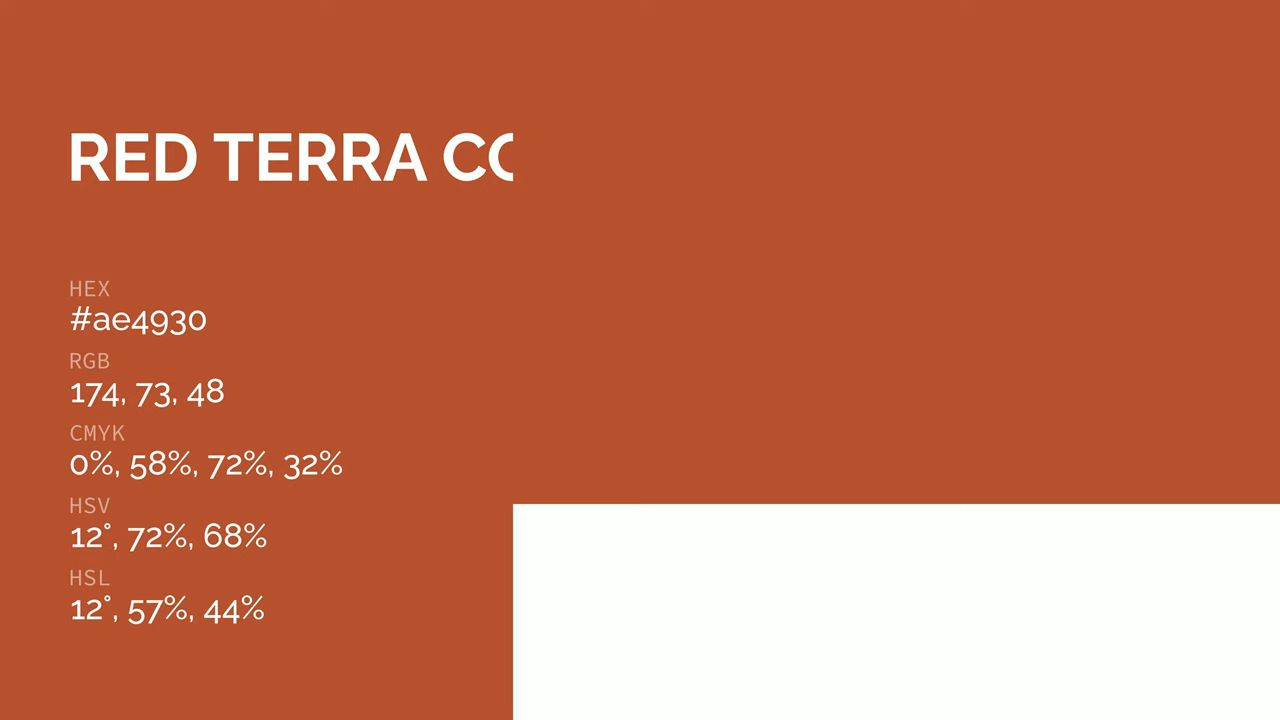 RED TERRA CO
HEX
#ae4930
RGB
174, 73, 48
CMYK
0%, 58%, 72%, 32%
HSV
12°, 72%, 68%
HSL
12°, 57%, 44%